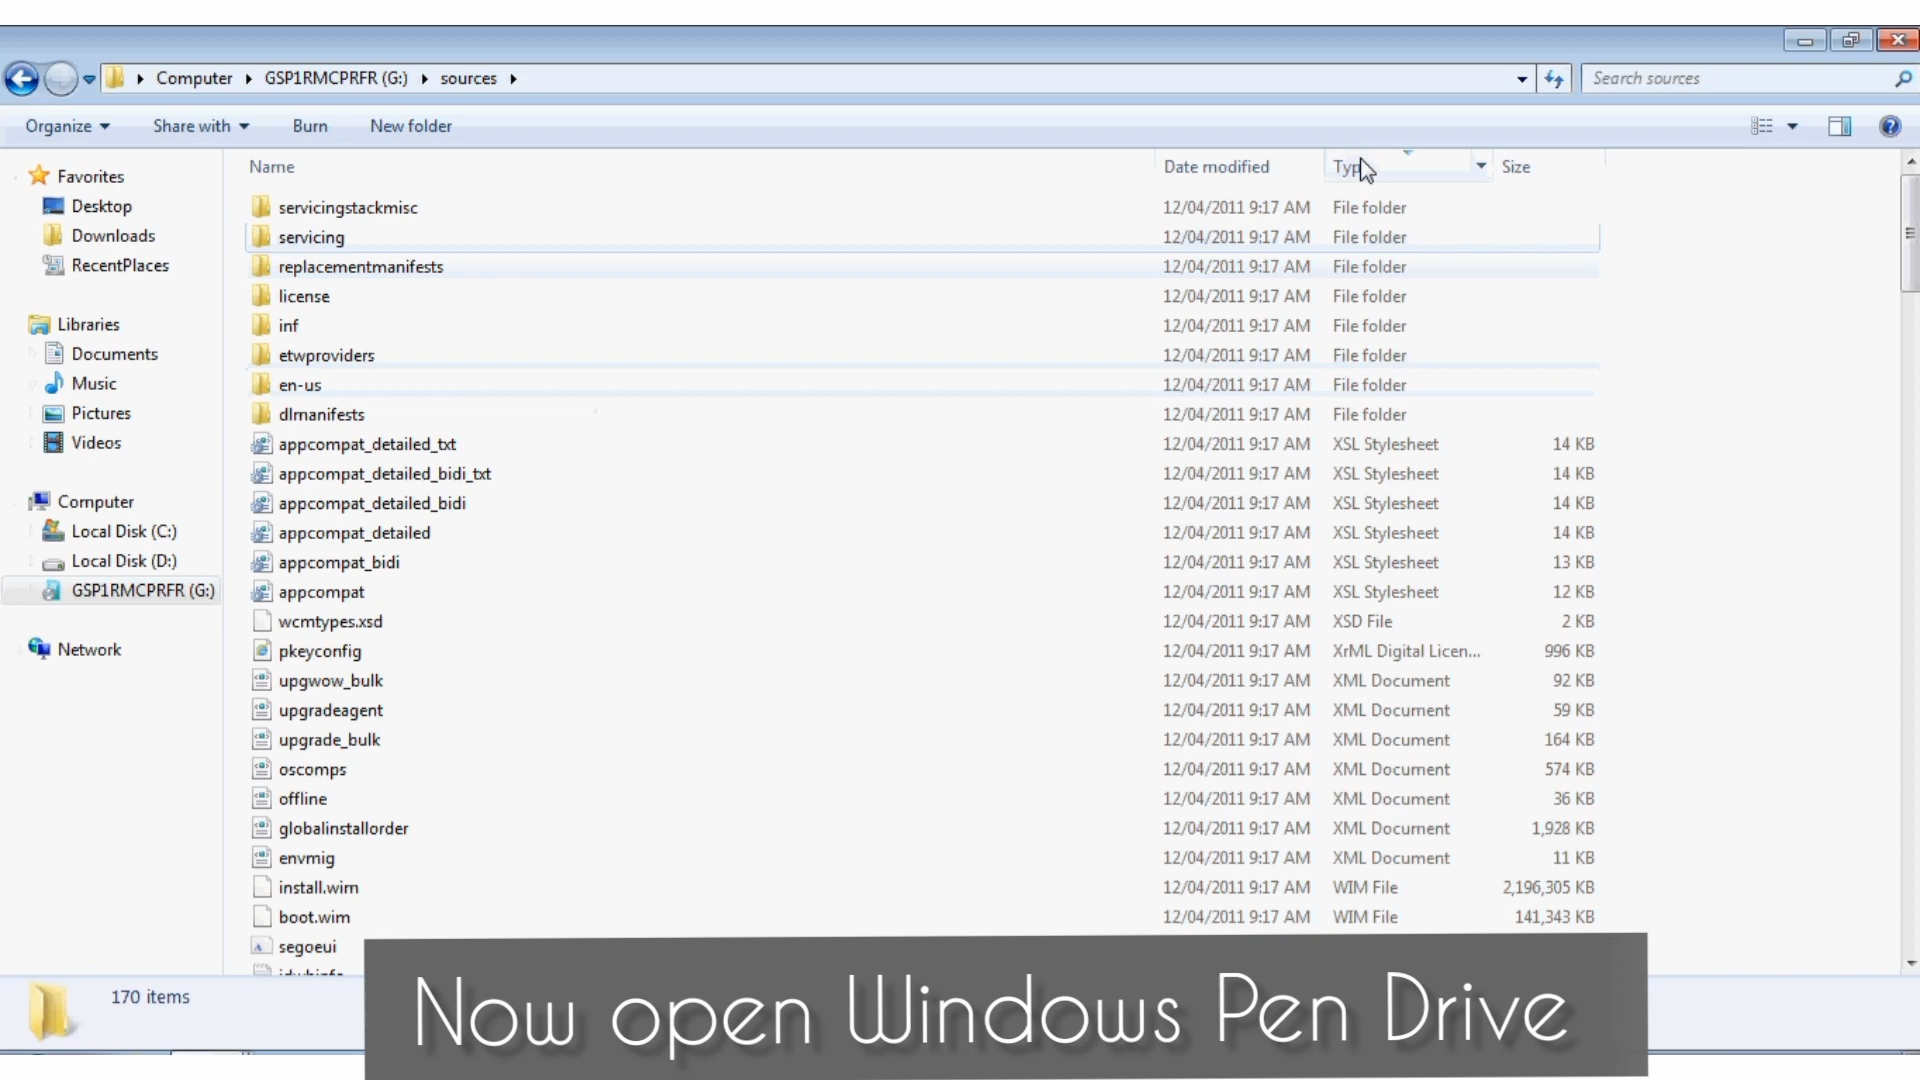 Computer GSP1RMCPRFR (G:) sources
Search sources
Organize Share with Burn New folder
Name Date modified Typ Size
Favorites
Desktop
Downloads
RecentPlaces
Libraries
Documents
Music
Pictures
Videos
Computer
Local Disk (C:)
Local Disk (D:)
GSP1RMCPRFR (G:)
Network
servicingstackmisc 12/04/2011 9:17 AM File folder
servicing 12/04/2011 9:17 AM File folder
replacementmanifests 12/04/2011 9:17 AM File folder
license 12/04/2011 9:17 AM File folder
inf 12/04/2011 9:17 AM File folder
etwproviders 12/04/2011 9:17 AM File folder
en-us 12/04/2011 9:17 AM File folder
dlmanifests 12/04/2011 9:17 AM File folder
appcompat_detailed_txt 12/04/2011 9:17 AM XSL Stylesheet 14 KB
appcompat_detailed_bidi_txt 12/04/2011 9:17 AM XSL Stylesheet 14 KB
appcompat_detailed_bidi 12/04/2011 9:17 AM XSL Stylesheet 14 KB
appcompat_detailed 12/04/2011 9:17 AM XSL Stylesheet 14 KB
appcompat_bidi 12/04/2011 9:17 AM XSL Stylesheet 13 KB
appcompat 12/04/2011 9:17 AM XSL Stylesheet 12 KB
wcmtypes.xsd 12/04/2011 9:17 AM XSD File 2 KB
pkeyconfig 12/04/2011 9:17 AM XrML Digital Licen... 996 KB
upgwow_bulk 12/04/2011 9:17 AM XML Document 92 KB
upgradeagent 12/04/2011 9:17 AM XML Document 59 KB
upgrade_bulk 12/04/2011 9:17 AM XML Document 164 KB
oscomps 12/04/2011 9:17 AM XML Document 574 KB
offline 12/04/2011 9:17 AM XML Document 36 KB
globalinstallorder 12/04/2011 9:17 AM XML Document 1,928 KB
envmig 12/04/2011 9:17 AM XML Document 11 KB
install.wim 12/04/2011 9:17 AM WIM File 2,196,305 KB
boot.wim 12/04/2011 9:17 AM WIM File 141,343 KB
segoeui
170 items
Now open Windows Pen Drive